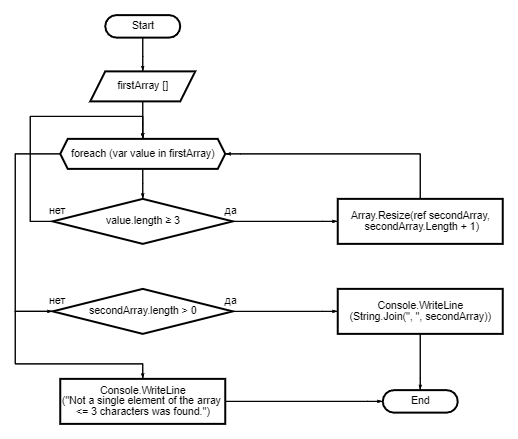 Start
firstArray []
foreach (var value in firstArray)
нет
value.length ≥ 3
да
Array.Resize(ref secondArray,
secondArray.Length + 1)
нет
secondArray.length > 0
да
Console.WriteLine
(String.Join(", ", secondArray))
Console.WriteLine
("Not a single element of the array
<= 3 characters was found.")
End